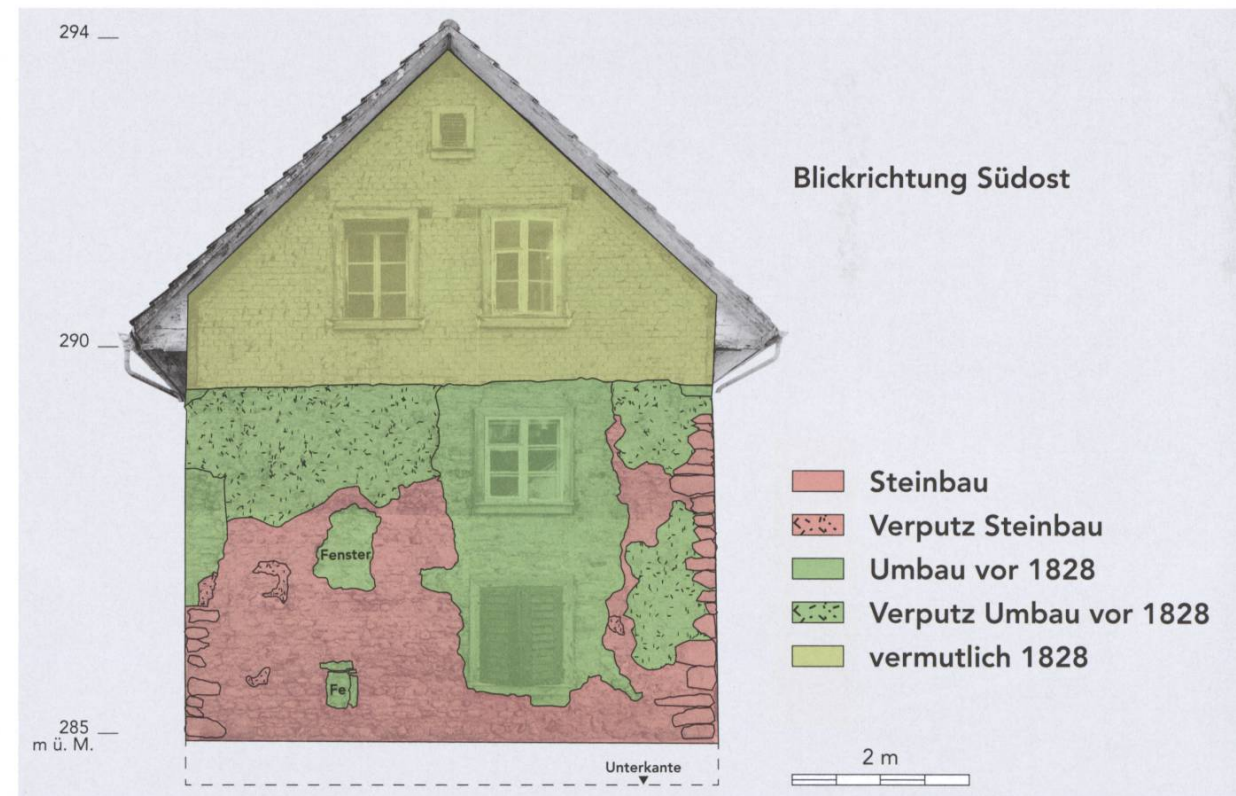 294
Blickrichtung Südost
290
Steinbau
Verputz Steinbau
Fenster
Umbau vor 1828
Verputz Umbau vor 1828
vermutlich 1828
Fe
285
m ü. M.
2 m
Unterkante